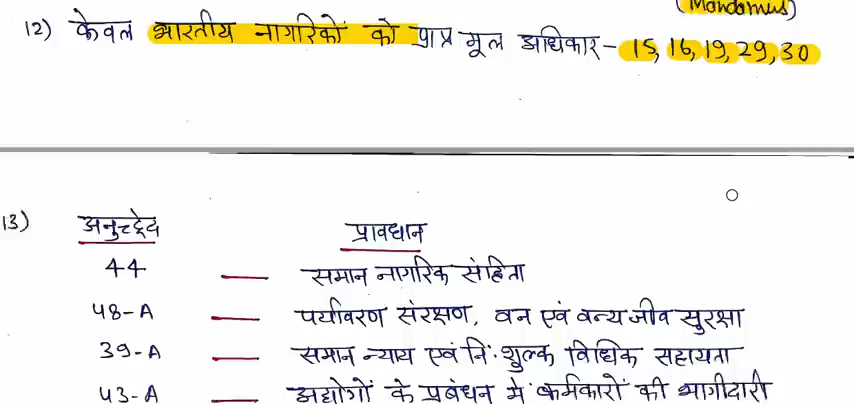 (Mandamus)
12) केवल भारतीय नागरिकों को प्राप्त मूल अधिकार - 15, 16, 19, 29, 30
13) अनुच्छेद प्रावधान
44 — समान नागरिक संहिता
48-A — पर्यावरण संरक्षण, वन एवं वन्य जीव सुरक्षा
39-A — समान न्याय एवं नि:शुल्क विधिक सहायता
43-A — उद्योगों के प्रबंधन में कर्मकारों की भागीदारी